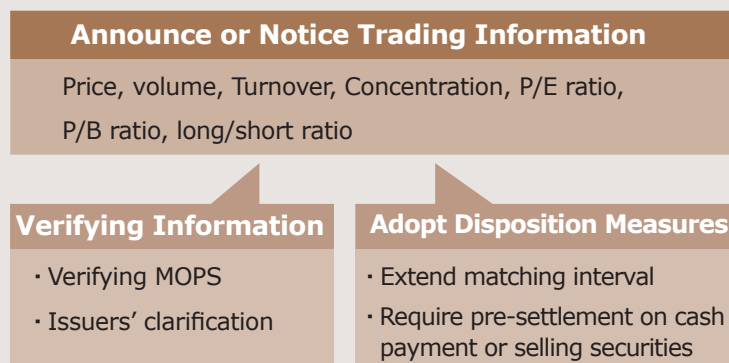 Announce or Notice Trading Information
Price, volume, Turnover, Concentration, P/E ratio,
P/B ratio, long/short ratio
Verifying Information
· Verifying MOPS
· Issuers’ clarification
Adopt Disposition Measures
· Extend matching interval
· Require pre-settlement on cash
payment or selling securities